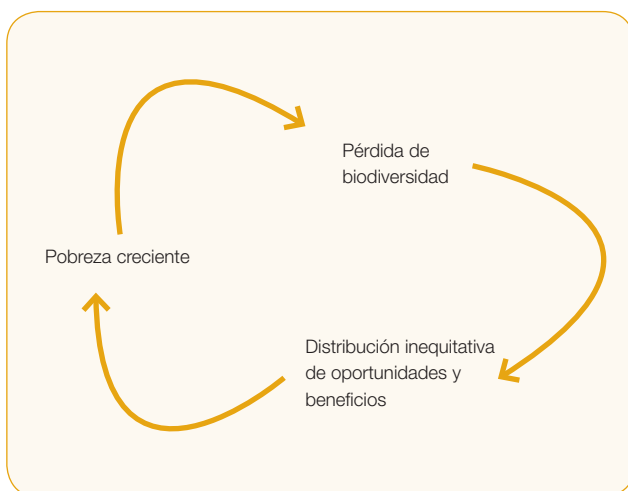 Pérdida de
biodiversidad
Pobreza creciente
Distribución inequitativa
de oportunidades y
beneficios